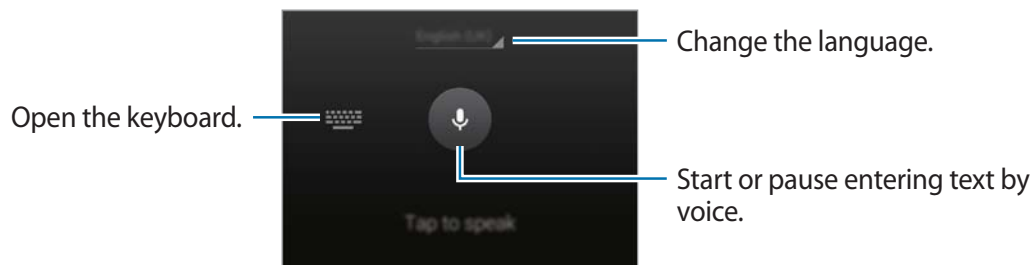 English (UK)
Change the language.
Open the keyboard.
Start or pause entering text by
voice.
Tap to speak